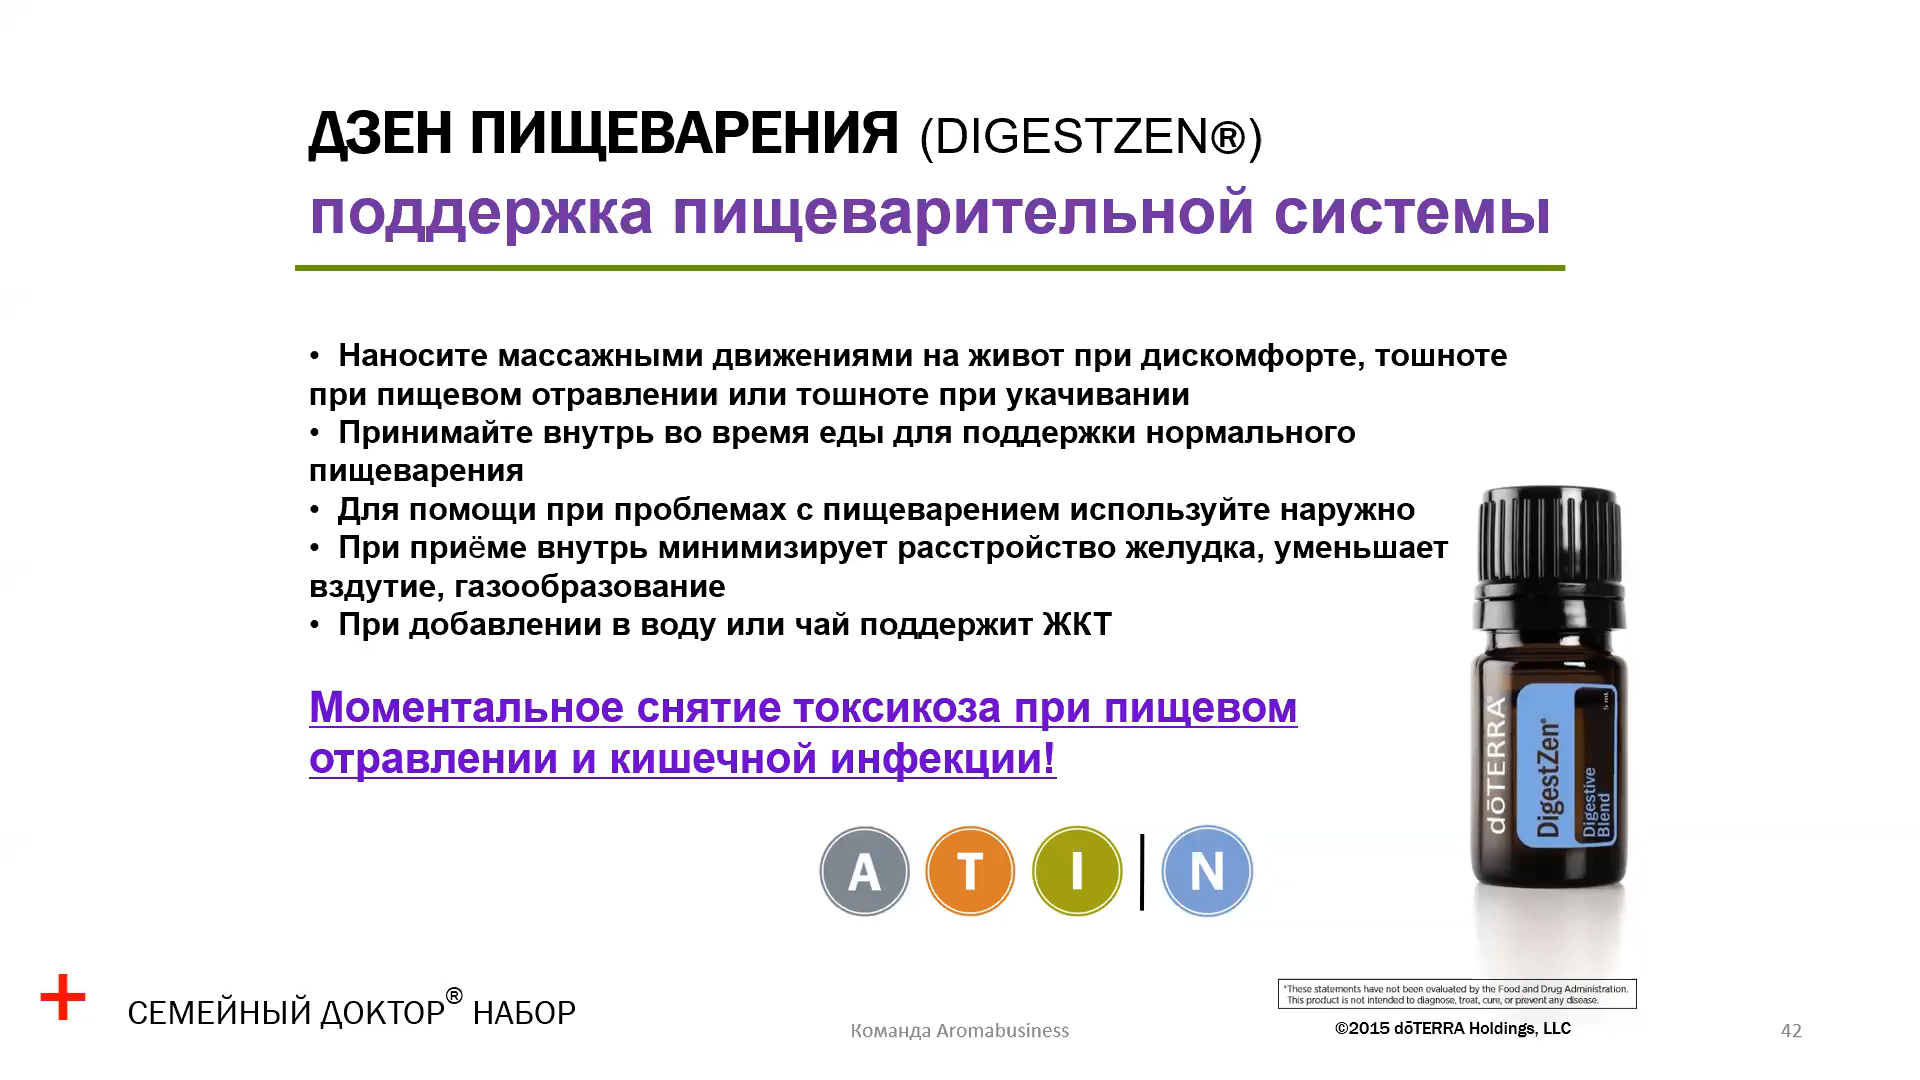 ДЗЕН ПИЩЕВАРЕНИЯ (DIGESTZEN®)
поддержка пищеварительной системы
• Наносите массажными движениями на живот при дискомфорте, тошноте
при пищевом отравлении или тошноте при укачивании
• Принимайте внутрь во время еды для поддержки нормального
пищеварения
• Для помощи при проблемах с пищеварением используйте наружно
• При приёме внутрь минимизирует расстройство желудка, уменьшает
вздутие, газообразование
• При добавлении в воду или чай поддержит ЖКТ
Моментальное снятие токсикоза при пищевом
отравлении и кишечной инфекции!
A T I | N
dōTERRA®
DigestZen®
Digestive
Blend
5 mL
*These statements have not been evaluated by the Food and Drug Administration.
This product is not intended to diagnose, treat, cure, or prevent any disease.
СЕМЕЙНЫЙ ДОКТОР® НАБОР
Команда Aromabusiness
©2015 dōTERRA Holdings, LLC
42